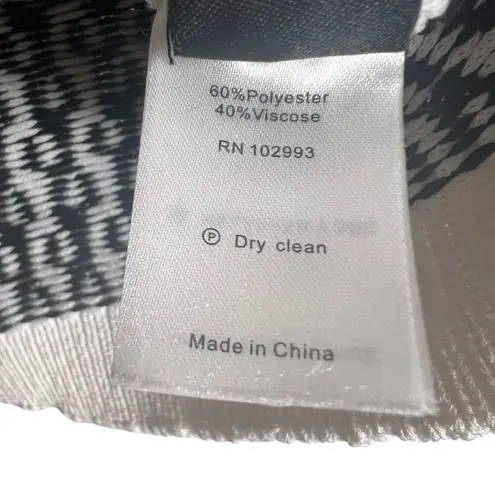 60%Polyester
40%Viscose
RN 102993
Ⓟ Dry clean
Made in China